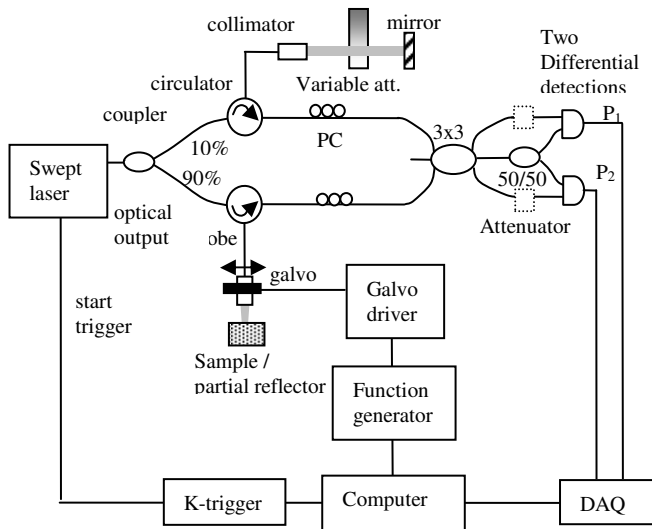 collimator
mirror
Two
Differential
detections
circulator
Variable att.
coupler
P1
3x3
PC
10%
Swept
laser
90%
50/50
P2
optical
output
obe
Attenuator
galvo
start
trigger
Galvo
driver
Sample /
partial reflector
Function
generator
K-trigger
Computer
DAQ